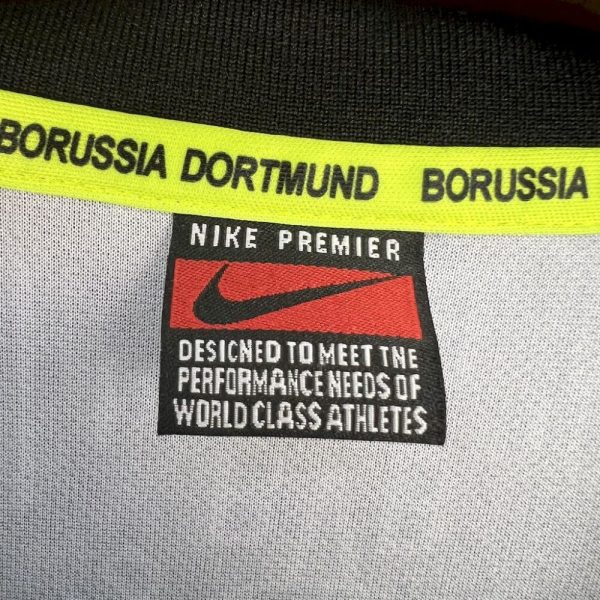 BORUSSIA DORTMUND BORUSSIA
NIKE PREMIER
DESICNED TO MEET TNE
PERFORMANCE NEEDS OF
WORLD CLASS ATHLETES